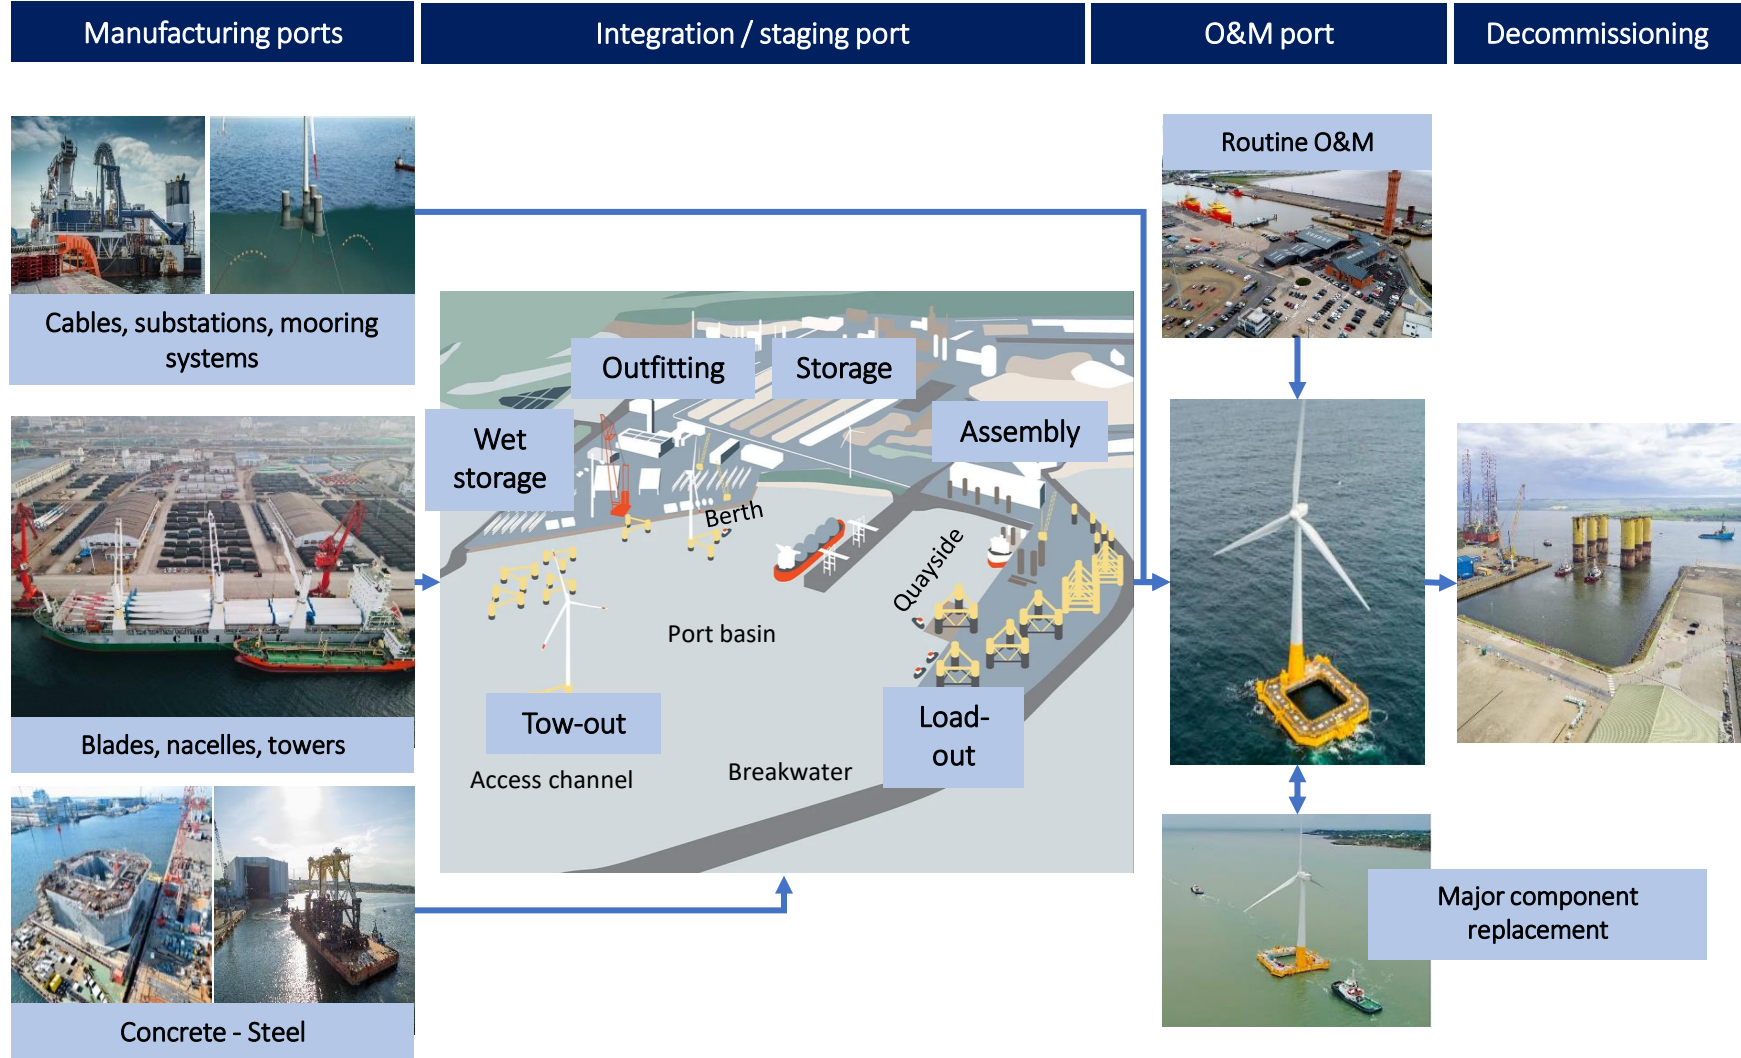 Manufacturing ports
Integration / staging port
O&M port
Decommissioning
Routine O&M
Cables, substations, mooring
systems
Outfitting
Storage
Wet
storage
Assembly
Berth
Quayside
Port basin
Tow-out
Load-
out
Access channel
Breakwater
Blades, nacelles, towers
Major component
replacement
Concrete - Steel